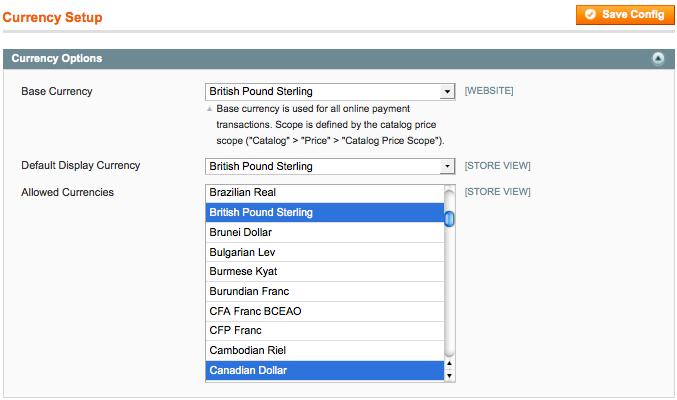 Currency Setup
Save Config
Currency Options
Base Currency
British Pound Sterling
[WEBSITE]
Base currency is used for all online payment
transactions. Scope is defined by the catalog price
scope ("Catalog" > "Price" > "Catalog Price Scope").
Default Display Currency
British Pound Sterling
[STORE VIEW]
Allowed Currencies
[STORE VIEW]
Brazilian Real
British Pound Sterling
Brunei Dollar
Bulgarian Lev
Burmese Kyat
Burundian Franc
CFA Franc BCEAO
CFP Franc
Cambodian Riel
Canadian Dollar